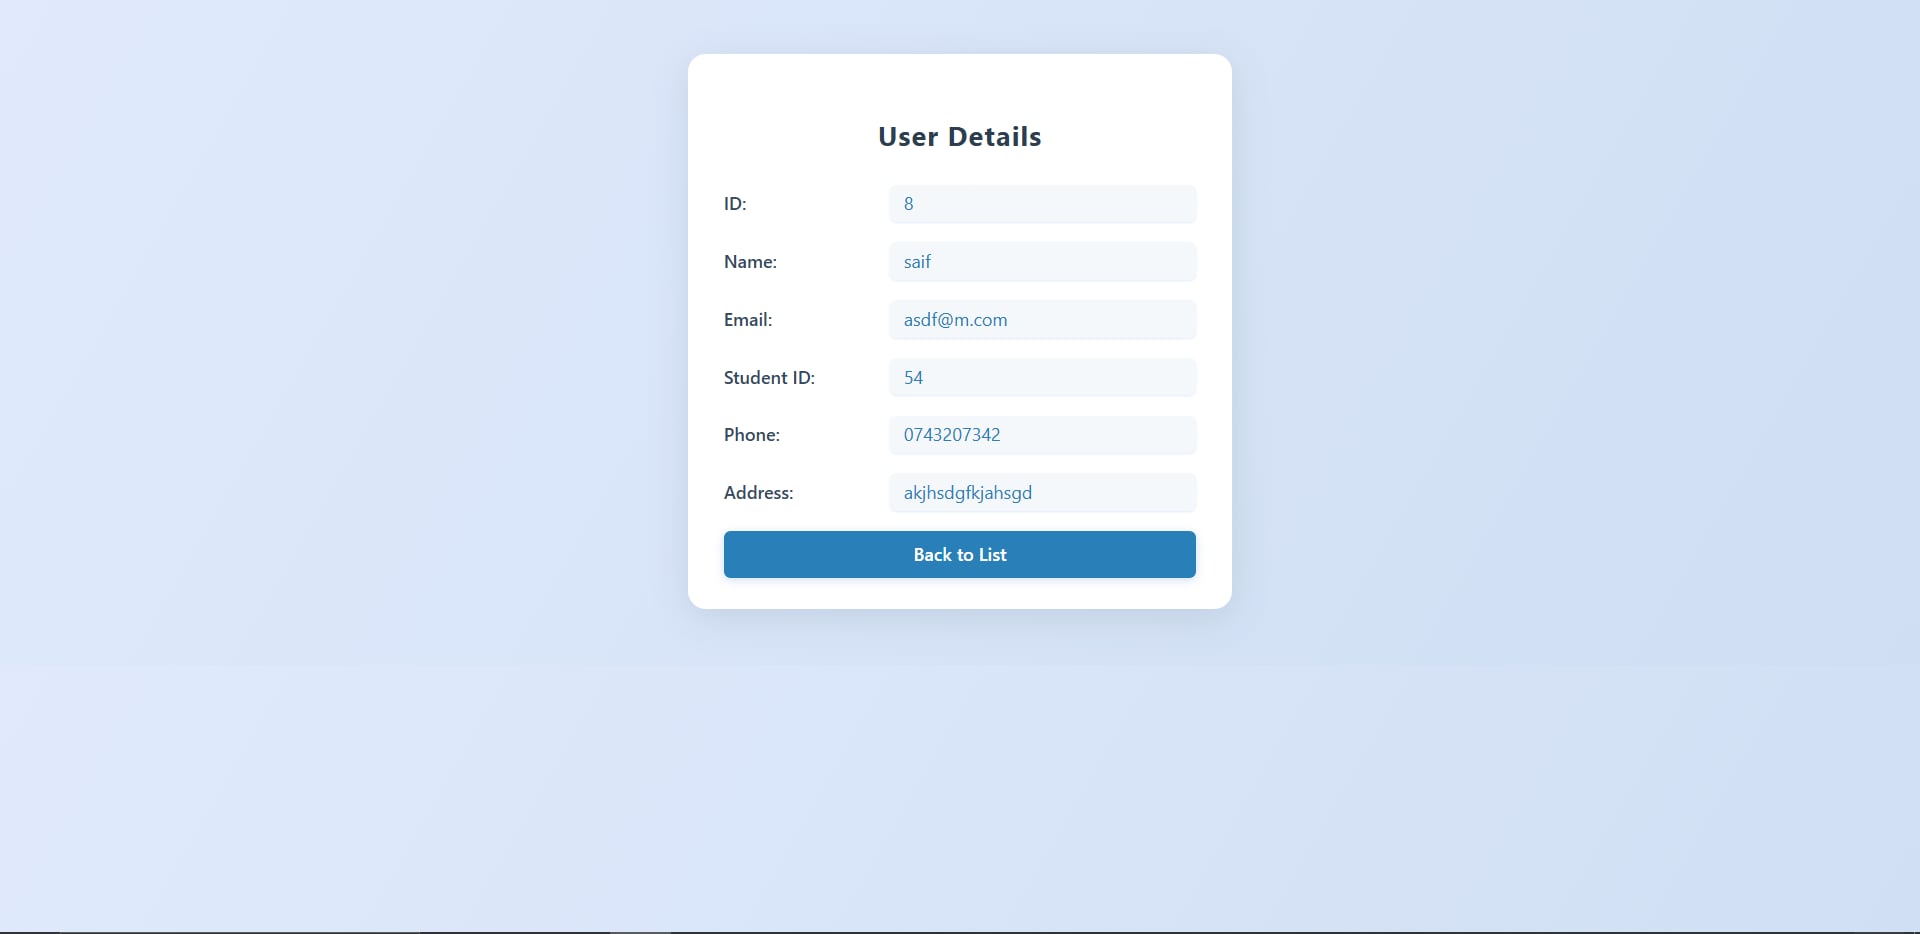 User Details
ID: 8
Name: saif
Email: asdf@m.com
Student ID: 54
Phone: 0743207342
Address: akjhsdgfkjahsgd
Back to List